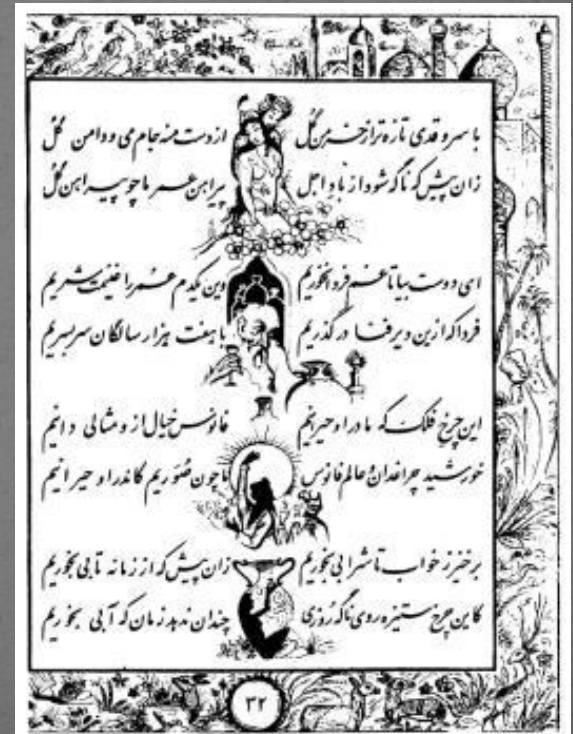 با سرو قدی تازه تر از خرمن گل از دست منه جام می و دامن گل
زان پیش که ناگه شود از باد اجل پیراهن عمر ما چو پیراهن گل
ای دوست بیا تا غم فردا نخوریم وین یکدم عمر را غنیمت شمریم
فردا که ازین دیر فنا درگذریم با هفت هزار سالگان سر بسریم
این چرخ فلک که ما در او حیرانیم فانوس خیال از و مثالی دانیم
خورشید چراغدان و عالم فانوس ما چون صوریم کاندر او حیرانیم
برخیز ز خواب تا شرابی بخوریم زان پیش که از زمانه تابی بخوریم
کاین چرخ ستیزه روی ناگه روزی چندان ندهد زمان که آبی بخوریم
۳۲